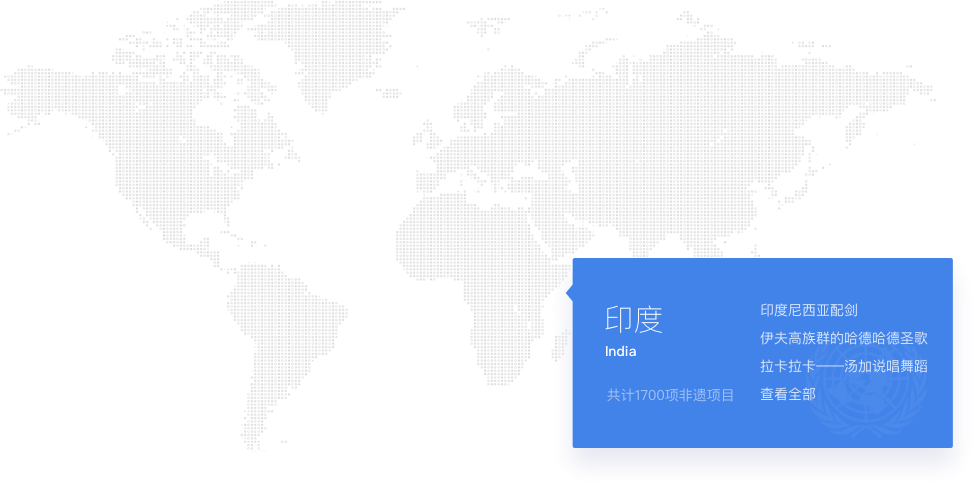 印度
India
共计1700项非遗项目
印度尼西亚配剑
伊夫高族群的哈德哈德圣歌
拉卡拉卡——汤加说唱舞蹈
查看全部